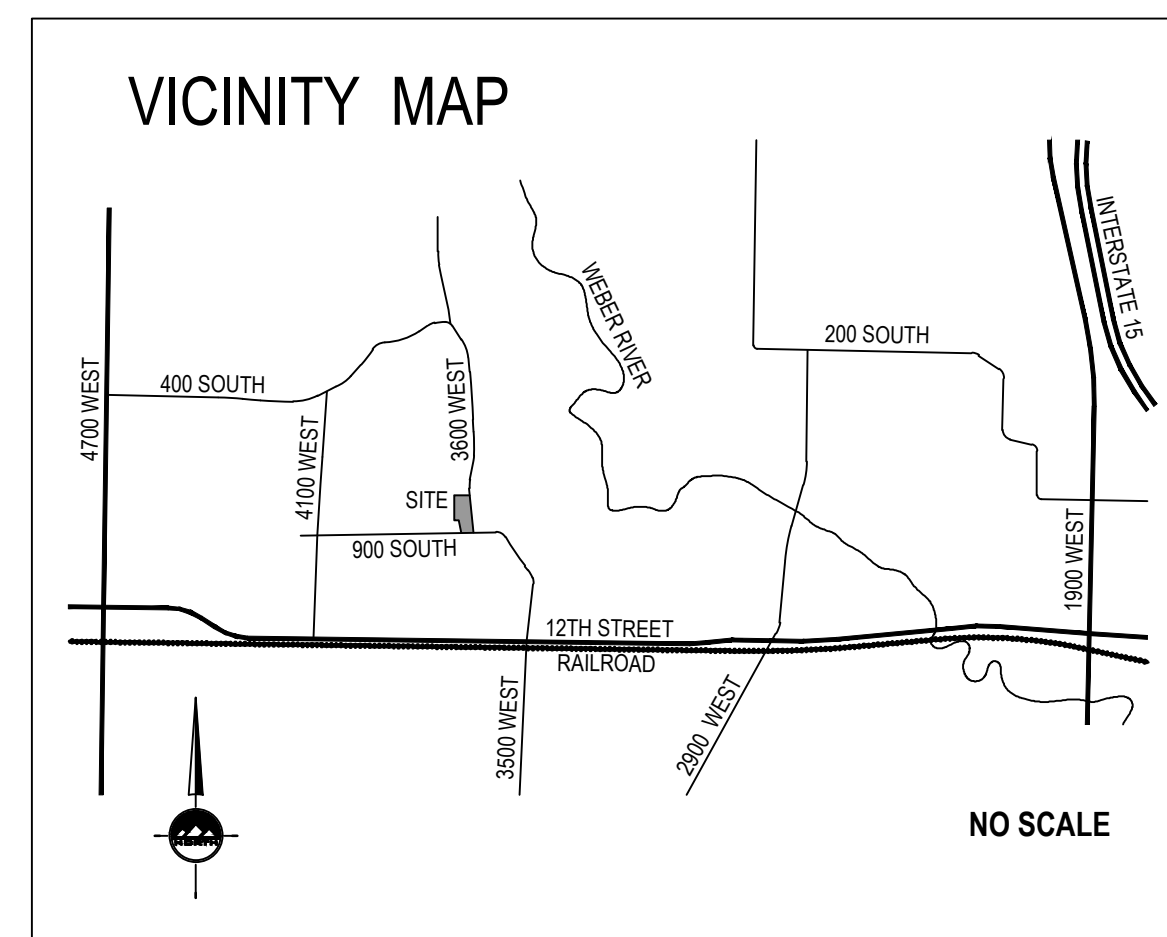 VICINITY MAP
INTERSTATE 15
WEBER RIVER
200 SOUTH
400 SOUTH
4700 WEST
3600 WEST
4100 WEST
SITE
900 SOUTH
1900 WEST
12TH STREET
RAILROAD
3500 WEST
2900 WEST
NO SCALE
NORTH